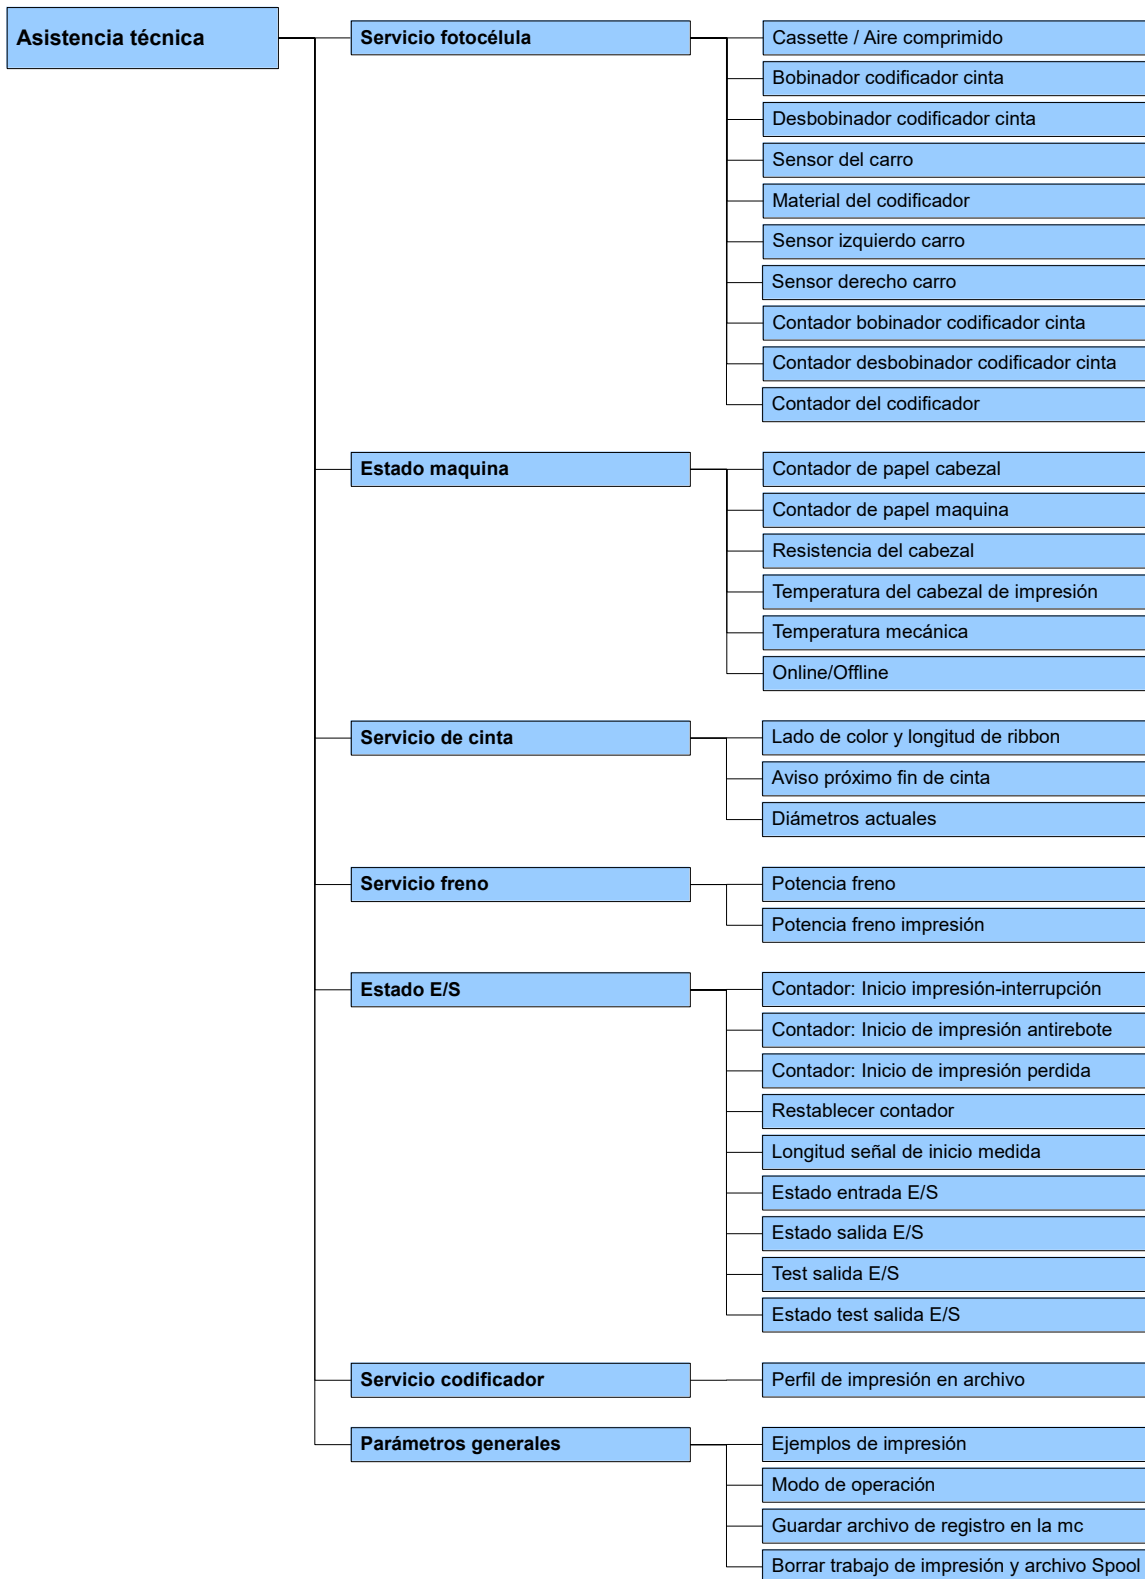 Asistencia técnica
Servicio fotocélula
Cassette / Aire comprimido
Bobinador codificador cinta
Desbobinador codificador cinta
Sensor del carro
Material del codificador
Sensor izquierdo carro
Sensor derecho carro
Contador bobinador codificador cinta
Contador desbobinador codificador cinta
Contador del codificador
Estado maquina
Contador de papel cabezal
Contador de papel maquina
Resistencia del cabezal
Temperatura del cabezal de impresión
Temperatura mecánica
Online/Offline
Servicio de cinta
Lado de color y longitud de ribbon
Aviso próximo fin de cinta
Diámetros actuales
Servicio freno
Potencia freno
Potencia freno impresión
Estado E/S
Contador: Inicio impresión-interrupción
Contador: Inicio de impresión antirebote
Contador: Inicio de impresión perdida
Restablecer contador
Longitud señal de inicio medida
Estado entrada E/S
Estado salida E/S
Test salida E/S
Estado test salida E/S
Servicio codificador
Perfil de impresión en archivo
Parámetros generales
Ejemplos de impresión
Modo de operación
Guardar archivo de registro en la mc
Borrar trabajo de impresión y archivo Spool